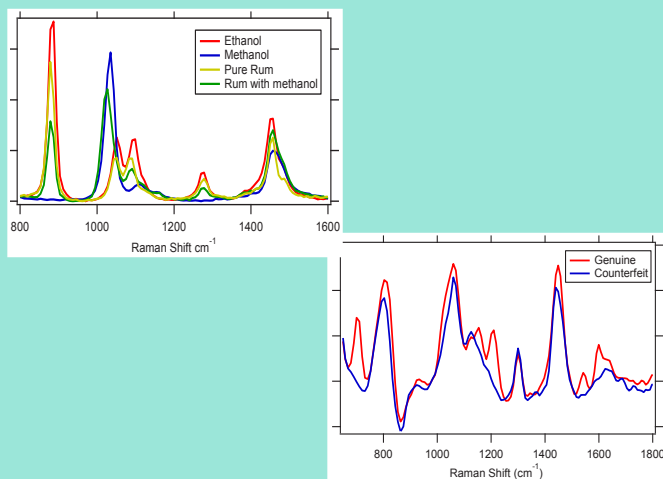 Ethanol
Methanol
Pure Rum
Rum with methanol
800 1000 1200 1400 1600
Raman Shift cm-1
Genuine
Counterfeit
800 1000 1200 1400 1600 1800
Raman Shift (cm-1)